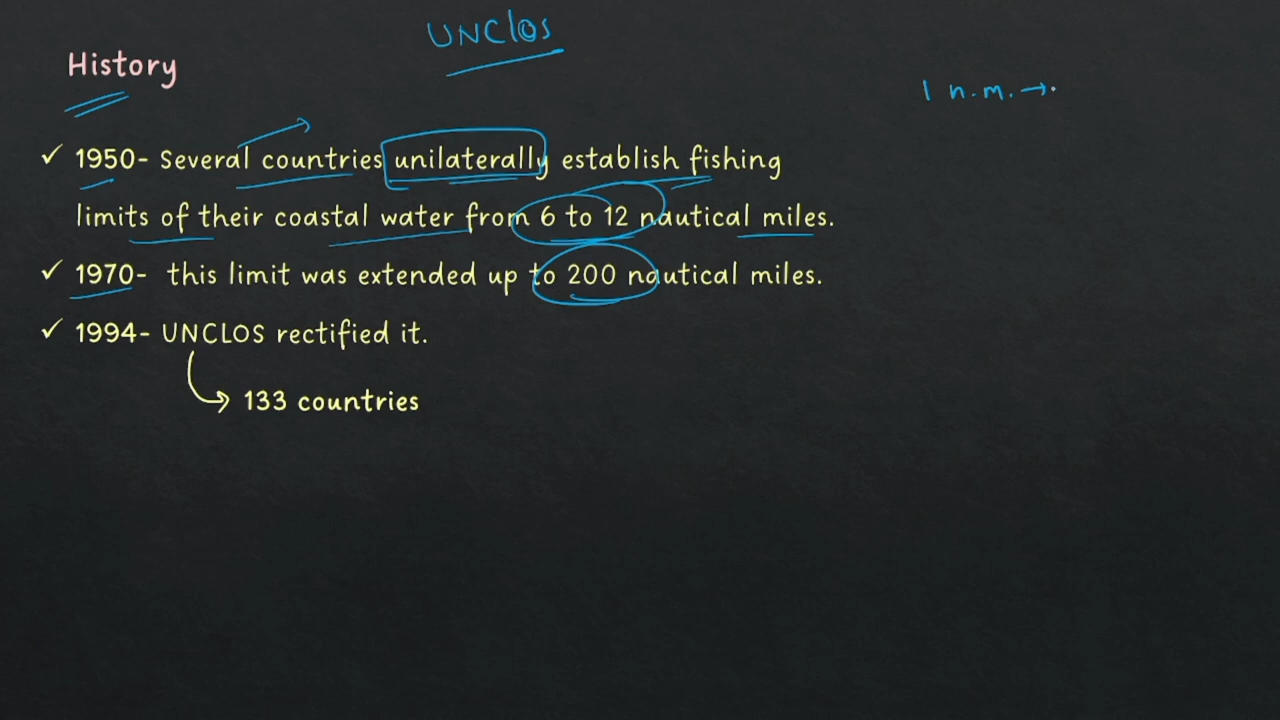 UNClOS
History
1 n.m. →
✓ 1950- Several countries unilaterally establish fishing
limits of their coastal water from 6 to 12 nautical miles.
✓ 1970- this limit was extended up to 200 nautical miles.
✓ 1994- UNCLOS rectified it.
133 countries